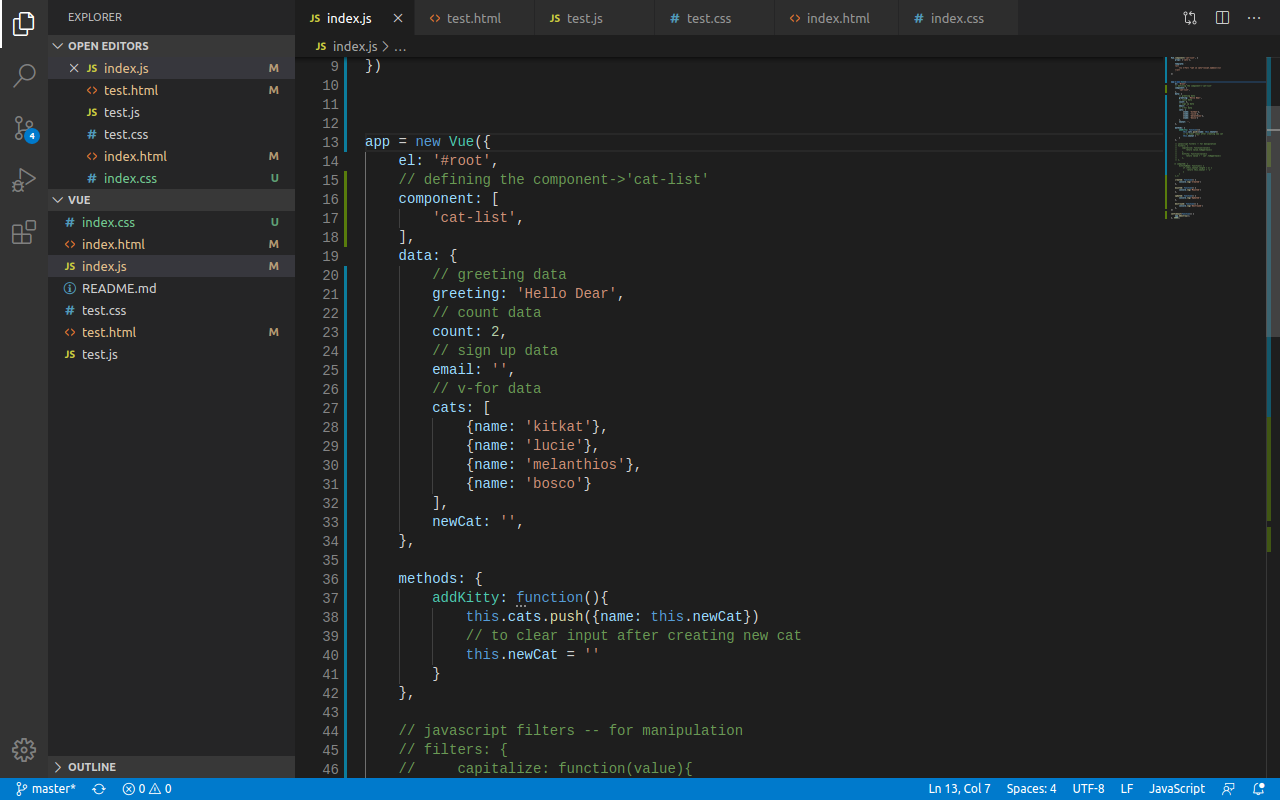 EXPLORER
OPEN EDITORS
JS index.js M
<> test.html M
JS test.js
# test.css
<> index.html M
# index.css U
VUE
# index.css U
<> index.html M
JS index.js M
README.md
# test.css
<> test.html M
JS test.js
OUTLINE
4
JS index.js
<> test.html
JS test.js
# test.css
<> index.html
# index.css
JS index.js > ...
9 })
10
11
12
13 app = new Vue({
14 el: '#root',
15 // defining the component->'cat-list'
16 component: [
17 'cat-list',
18 ],
19 data: {
20 // greeting data
21 greeting: 'Hello Dear',
22 // count data
23 count: 2,
24 // sign up data
25 email: '',
26 // v-for data
27 cats: [
28 {name: 'kitkat'},
29 {name: 'lucie'},
30 {name: 'melanthios'},
31 {name: 'bosco'}
32 ],
33 newCat: '',
34 },
35
36 methods: {
37 addKitty: function(){
38 this.cats.push({name: this.newCat})
39 // to clear input after creating new cat
40 this.newCat = ''
41 }
42 },
43
44 // javascript filters -- for manipulation
45 // filters: {
46 // capitalize: function(value){
master* 0 0 Ln 13, Col 7 Spaces: 4 UTF-8 LF JavaScript